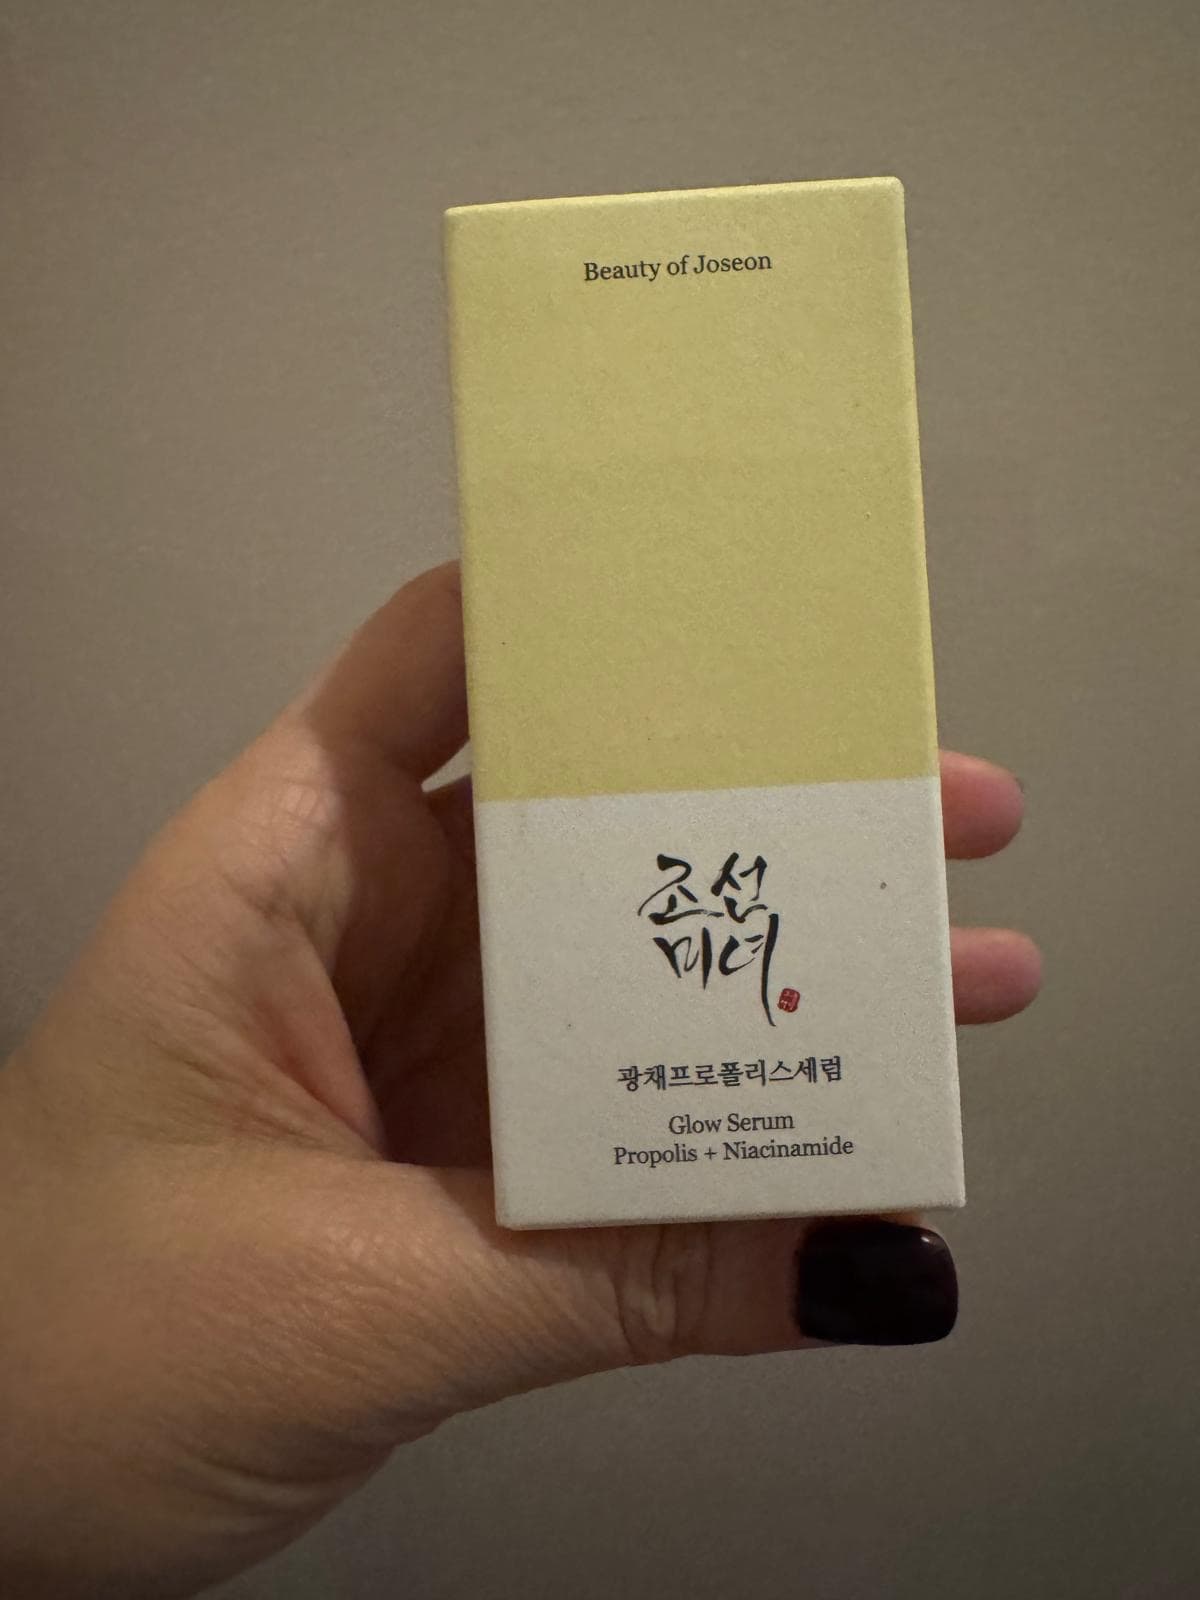 Beauty of Joseon
조선
미녀
광채프로폴리스세럼
Glow Serum
Propolis + Niacinamide